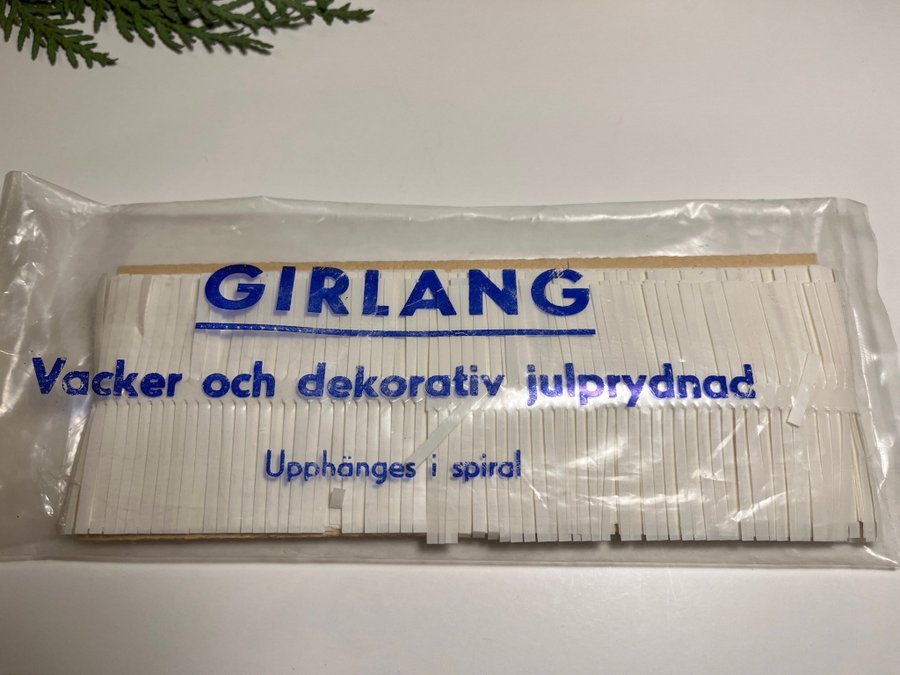 GIRLANG
Vacker och dekorativ julprydnad
Upphänges i spiral